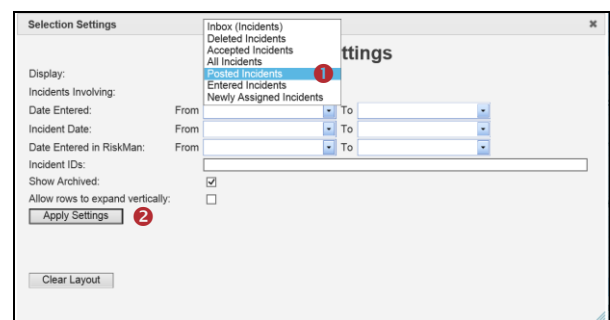 Selection Settings
Inbox (Incidents)
Deleted Incidents
Accepted Incidents
All Incidents
Posted Incidents 1
Entered Incidents
Newly Assigned Incidents
ttings
Display:
Incidents Involving:
Date Entered: From To
Incident Date: From To
Date Entered in RiskMan: From To
Incident IDs:
Show Archived:
Allow rows to expand vertically:
Apply Settings 2
Clear Layout